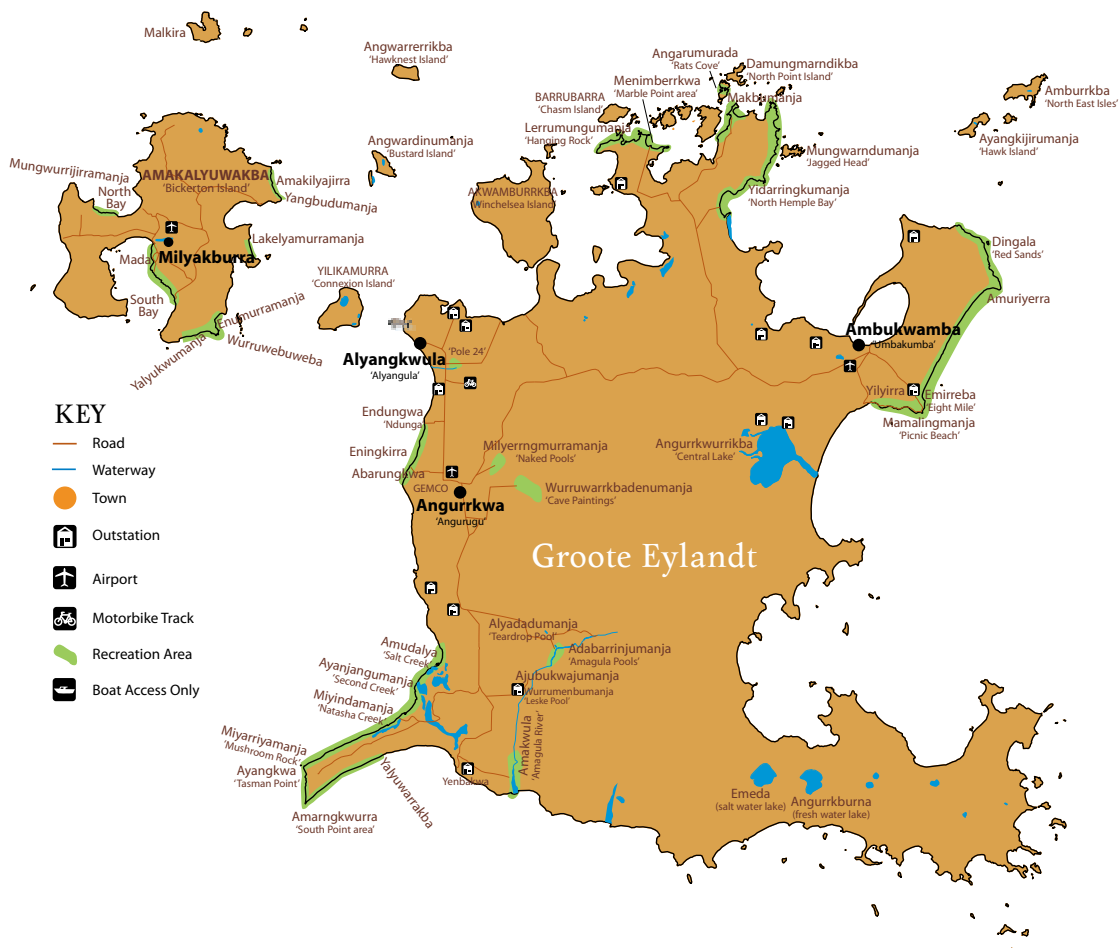 Malkira
Angwarrerrikba
'Hawknest Island'
Angarumurada
'Rats Cove'
Damungmarndikba
'North Point Island'
Menimberrkwa
'Marble Point area'
Makbumanja
Amburrkba
'North East Isles'
BARRUBARRA
'Chasm Island'
Lerrumungumanja
'Hanging Rock'
Ayangkijirumanja
'Hawk Island'
Angwardinumanja
'Bustard Island'
Mungwarndumanja
'Jagged Head'
Mungwurrijirramanja
North
Bay
AMAKALYUWAKBA
'Bickerton Island'
Amakilyajirra
Yangbudumanja
AKWAMBURRKBA
'Winchelsea Island'
Yidarringkumanja
'North Hemple Bay'
Lakelyamurramanja
Milyakburra
Mada
South
Bay
Enumurramanja
Wurruwebuweba
Yalyukwumanja
YILIKAMURRA
'Connexion Island'
Dingala
'Red Sands'
Amuriyerra
Alyangkwula
'Alyangula'
'Pole 24'
Ambukwamba
'Umbakumba'
Yilyirra
Emirreba
'Eight Mile'
Mamalingmanja
'Picnic Beach'
Endungwa
'Ndunga'
Eningkirra
Abarungkwa
GEMCO
Milyerrngmurramanja
'Naked Pools'
Angurrkwurrikba
'Central Lake'
Wurruwarrkbadenumanja
'Cave Paintings'
Angurrkwa
'Angurugu'
Groote Eylandt
KEY
Road
Waterway
Town
Outstation
Airport
Motorbike Track
Recreation Area
Boat Access Only
Alyadadumanja
'Teardrop Pool'
Amudalya
'Salt Creek'
Adabarrinjumanja
'Amagula Pools'
Ayanjangumanja
'Second Creek'
Ajubukwajumanja
Wurrumenbumanja
'Leske Pool'
Miyindamanja
'Natasha Creek'
Amakwula
'Amagula River'
Miyarriyamanja
'Mushroom Rock'
Ayangkwa
'Tasman Point'
Yalyuwarrakba
Yenbakwa
Amarngkwurra
'South Point area'
Emeda
(salt water lake)
Angurrkburna
(fresh water lake)